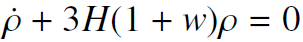 ρ̇ + 3H(1 + w)ρ = 0